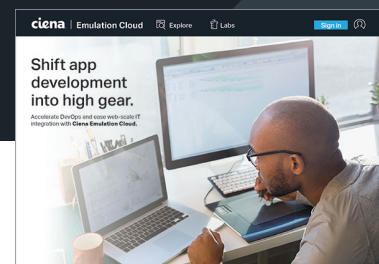 ciena | Emulation Cloud Explore Labs Sign in
Shift app
development
into high gear.
Accelerate DevOps and ease web-scale IT
integration with Ciena Emulation Cloud.